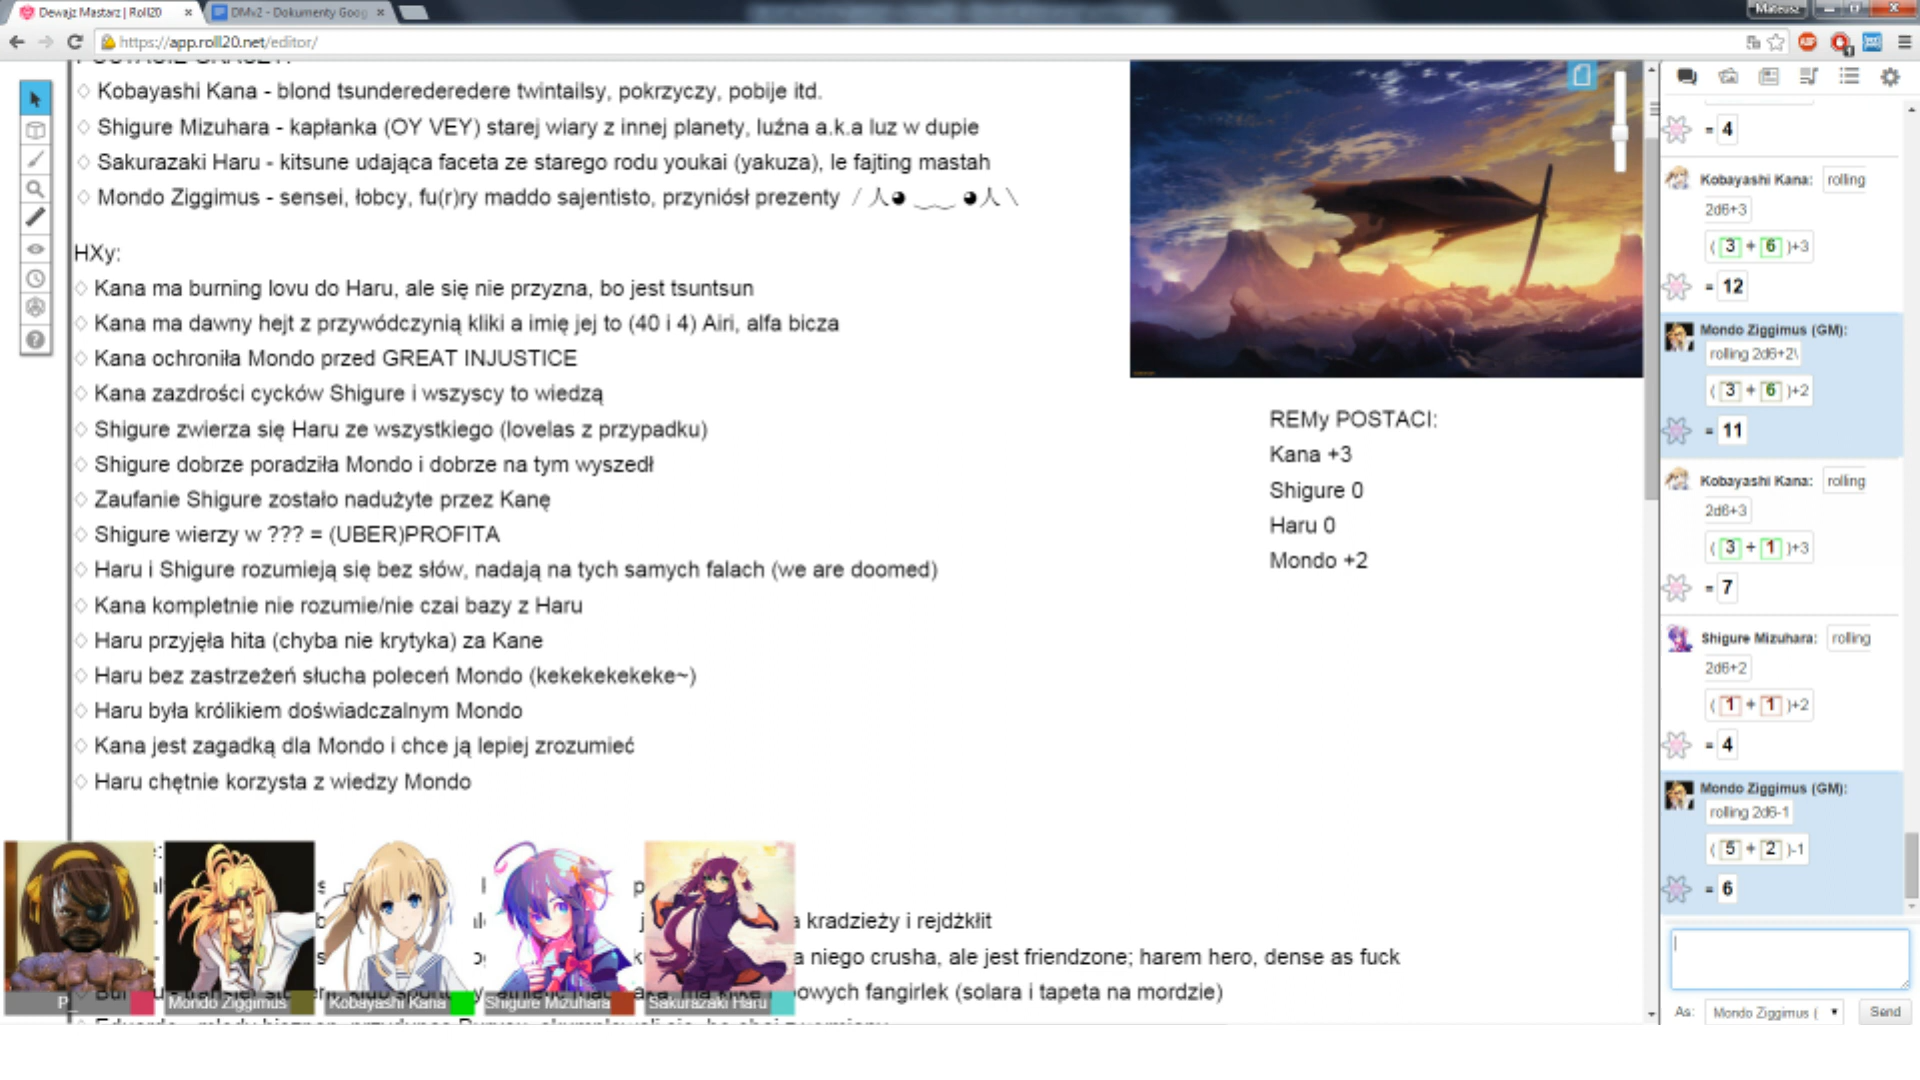 Dewajz Mastarz | Roll20
DMv2 - Dokumenty Goog
Mateusz
https://app.roll20.net/editor/
POSTACIE GRACZY:
◇ Kobayashi Kana - blond tsunderederedere twintailsy, pokrzyczy, pobije itd.
◇ Shigure Mizuhara - kapłanka (OY VEY) starej wiary z innej planety, luźna a.k.a luz w dupie
◇ Sakurazaki Haru - kitsune udająca faceta ze starego rodu youkai (yakuza), le fajting mastah
◇ Mondo Ziggimus - sensei, łobcy, fu(r)ry maddo sajentisto, przyniósł prezenty / 人◕ ‿‿ ◕人 \
HXy:
◇ Kana ma burning lovu do Haru, ale się nie przyzna, bo jest tsuntsun
◇ Kana ma dawny hejt z przywódczynią kliki a imię jej to (40 i 4) Airi, alfa bicza
◇ Kana ochroniła Mondo przed GREAT INJUSTICE
◇ Kana zazdrości cycków Shigure i wszyscy to wiedzą
◇ Shigure zwierza się Haru ze wszystkiego (lovelas z przypadku)
◇ Shigure dobrze poradziła Mondo i dobrze na tym wyszedł
◇ Zaufanie Shigure zostało nadużyte przez Kanę
◇ Shigure wierzy w ??? = (UBER)PROFITA
◇ Haru i Shigure rozumieją się bez słów, nadają na tych samych falach (we are doomed)
◇ Kana kompletnie nie rozumie/nie czai bazy z Haru
◇ Haru przyjęła hita (chyba nie krytyka) za Kane
◇ Haru bez zastrzeżeń słucha poleceń Mondo (kekekekekeke~)
◇ Haru była królikiem doświadczalnym Mondo
◇ Kana jest zagadką dla Mondo i chce ją lepiej zrozumieć
◇ Haru chętnie korzysta z wiedzy Mondo
REMy POSTACI:
Kana +3
Shigure 0
Haru 0
Mondo +2
kradzieży i rejdżkłit
a niego crusha, ale jest friendzone; harem hero, dense as fuck
owych fangirlek (solara i tapeta na mordzie)
P
Mondo Ziggimus
Kobayashi Kana
Shigure Mizuhara
Sakurazaki Haru
= 4
Kobayashi Kana: rolling
2d6+3
( 3 + 6 )+3
= 12
Mondo Ziggimus (GM):
rolling 2d6+2\
( 3 + 6 )+2
= 11
Kobayashi Kana: rolling
2d6+3
( 3 + 1 )+3
= 7
Shigure Mizuhara: rolling
2d6+2
( 1 + 1 )+2
= 4
Mondo Ziggimus (GM):
rolling 2d6-1
( 5 + 2 )-1
= 6
As: Mondo Ziggimus (
Send